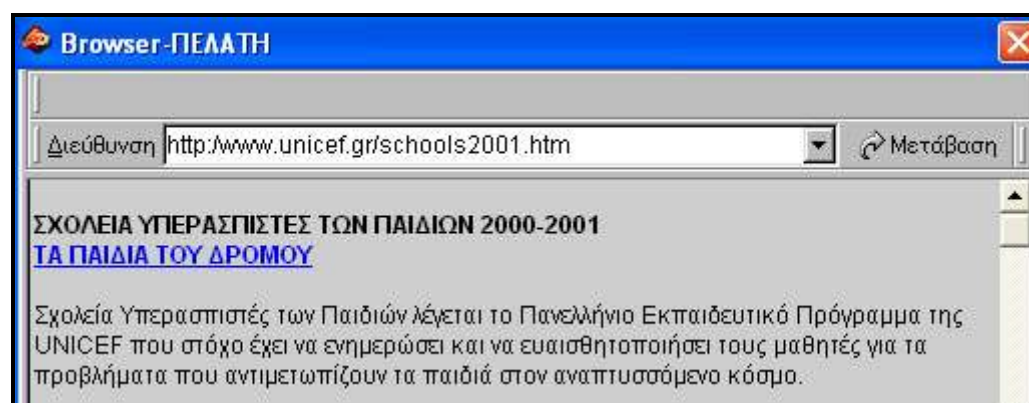 Browser-ΠΕΛΑΤΗ
Διεύθυνση http:/www.unicef.gr/schools2001.htm Μετάβαση
ΣΧΟΛΕΙΑ ΥΠΕΡΑΣΠΙΣΤΕΣ ΤΩΝ ΠΑΙΔΙΩΝ 2000-2001
ΤΑ ΠΑΙΔΙΑ ΤΟΥ ΔΡΟΜΟΥ
Σχολεία Υπερασπιστές των Παιδιών λέγεται το Πανελλήνιο Εκπαιδευτικό Πρόγραμμα της
UNICEF που στόχο έχει να ενημερώσει και να ευαισθητοποιήσει τους μαθητές για τα
προβλήματα που αντιμετωπίζουν τα παιδιά στον αναπτυσσόμενο κόσμο.